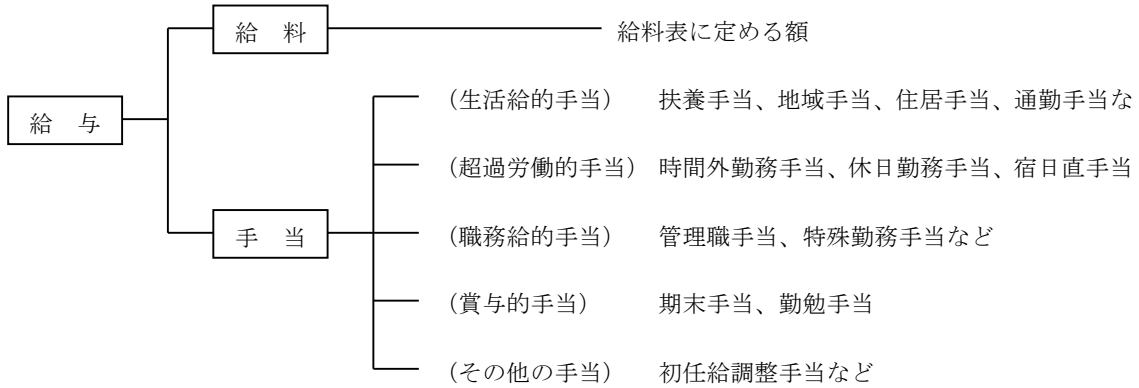 給　料
給料表に定める額
（生活給的手当）　扶養手当、地域手当、住居手当、通勤手当な
給　与
（超過労働的手当）　時間外勤務手当、休日勤務手当、宿日直手当
手　当
（職務給的手当）　管理職手当、特殊勤務手当など
（賞与的手当）　期末手当、勤勉手当
（その他の手当）　初任給調整手当など